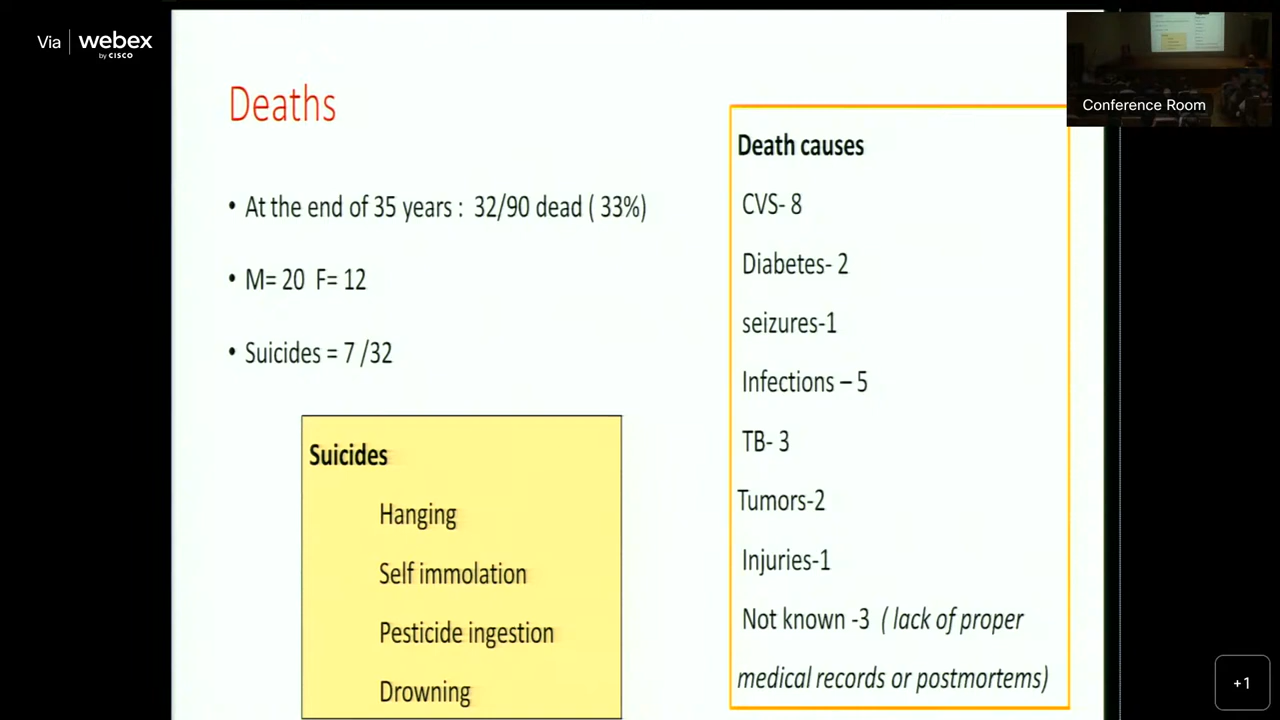 Via webex
by CISCO
Conference Room
Deaths
• At the end of 35 years : 32/90 dead ( 33%)
• M= 20 F= 12
• Suicides = 7 /32
Suicides
Hanging
Self immolation
Pesticide ingestion
Drowning
Death causes
CVS- 8
Diabetes- 2
seizures-1
Infections – 5
TB- 3
Tumors-2
Injuries-1
Not known -3 ( lack of proper
medical records or postmortems)
+1